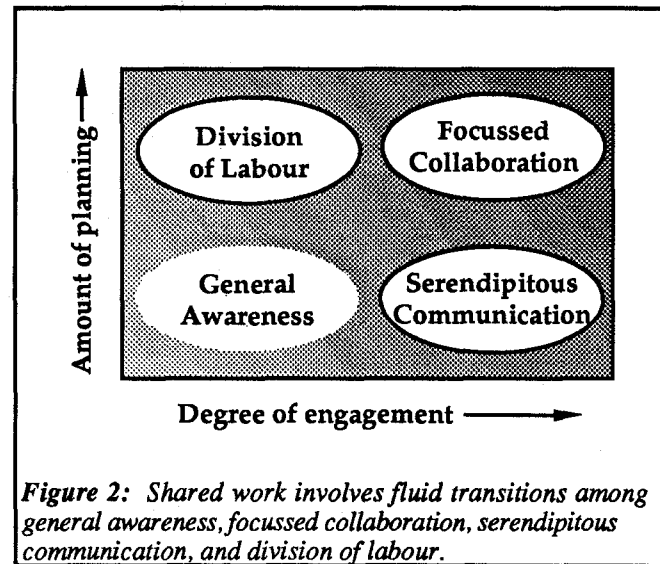 Amount of planning
Division
of Labour
Focussed
Collaboration
General
Awareness
Serendipitous
Communication
Degree of engagement
Figure 2: Shared work involves fluid transitions among
general awareness, focussed collaboration, serendipitous
communication, and division of labour.